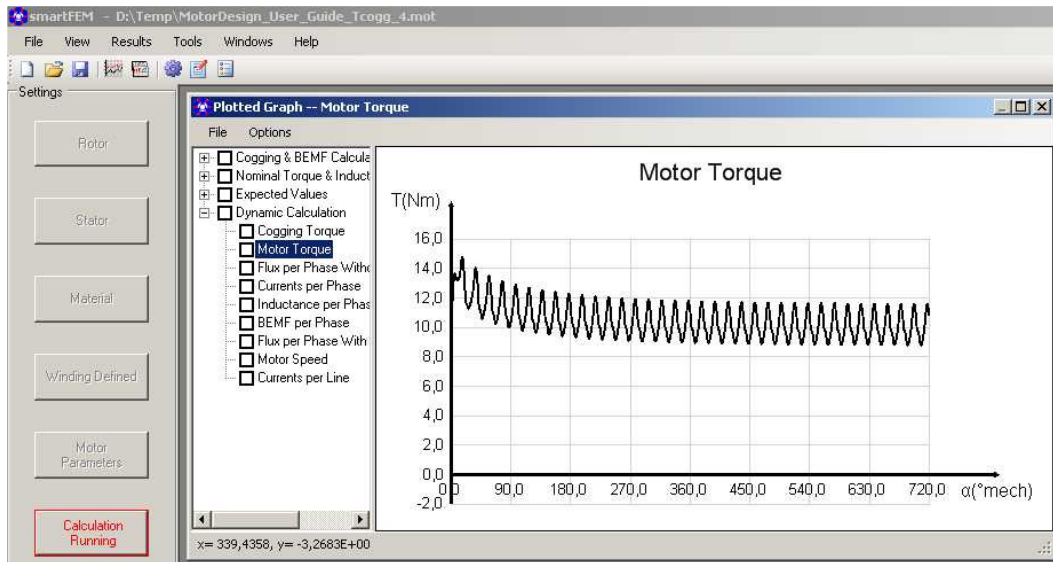 smartFEM - D:\Temp\MotorDesign_User_Guide_Tcogg_4.mot
File View Results Tools Windows Help
Settings
Rotor
Stator
Material
Winding Defined
Motor
Parameters
Calculation
Running
Plotted Graph -- Motor Torque
File Options
Cogging & BEMF Calcula
Nominal Torque & Induct
Expected Values
Dynamic Calculation
Cogging Torque
Motor Torque
Flux per Phase Witho
Currents per Phase
Inductance per Phas
BEMF per Phase
Flux per Phase With
Motor Speed
Currents per Line
Motor Torque
T(Nm)
16,0
14,0
12,0
10,0
8,0
6,0
4,0
2,0
0,0
-2,0
0,0 90,0 180,0 270,0 360,0 450,0 540,0 630,0 720,0 α(°mech)
x= 339,4358, y= -3,2683E+00